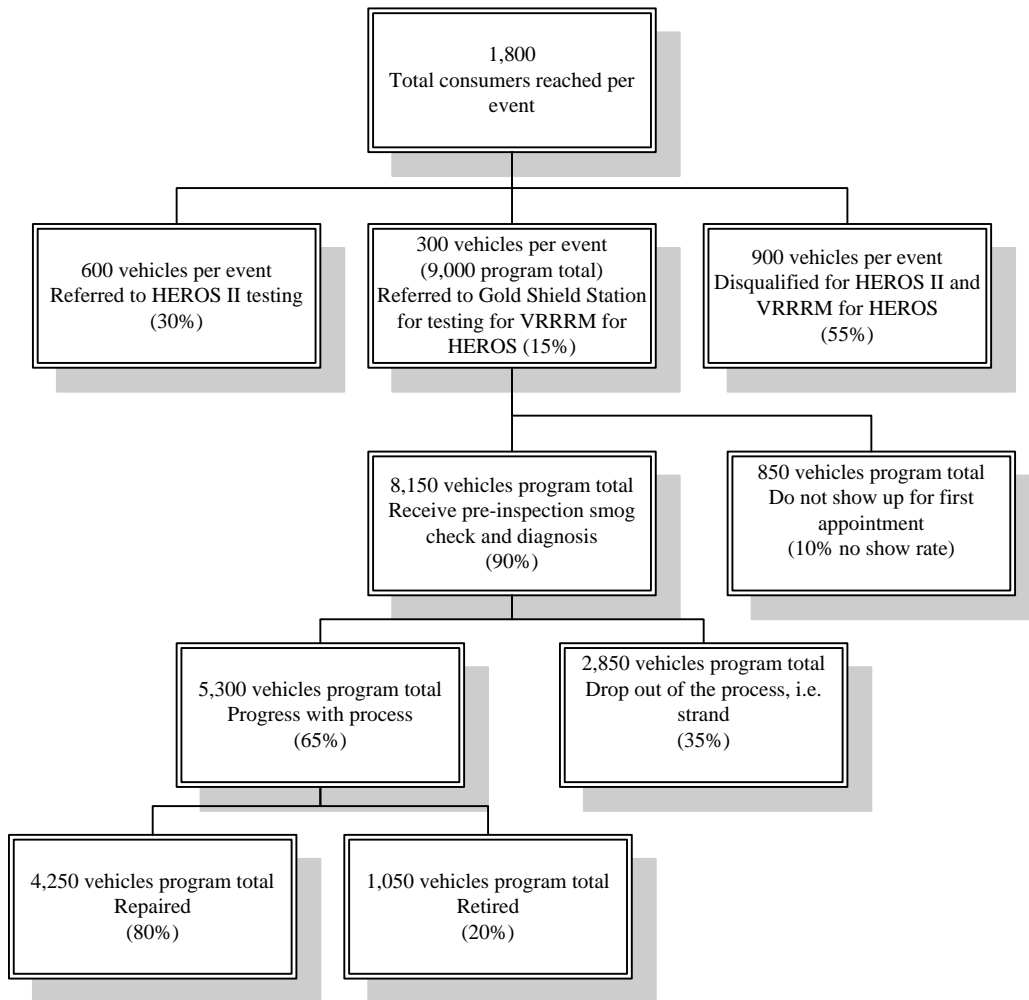 1,800
Total consumers reached per
event
600 vehicles per event
Referred to HEROS II testing
(30%)
300 vehicles per event
(9,000 program total)
Referred to Gold Shield Station
for testing for VRRRM for
HEROS (15%)
900 vehicles per event
Disqualified for HEROS II and
VRRRM for HEROS
(55%)
8,150 vehicles program total
Receive pre-inspection smog
check and diagnosis
(90%)
850 vehicles program total
Do not show up for first
appointment
(10% no show rate)
5,300 vehicles program total
Progress with process
(65%)
2,850 vehicles program total
Drop out of the process, i.e.
strand
(35%)
4,250 vehicles program total
Repaired
(80%)
1,050 vehicles program total
Retired
(20%)